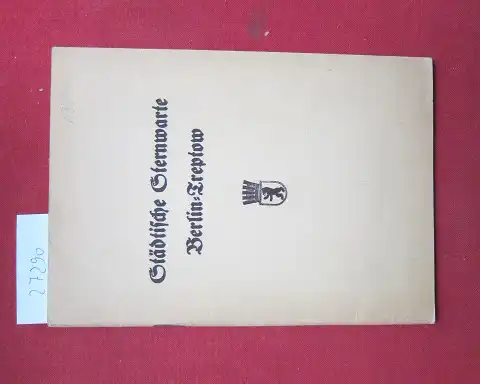 Städtische Sternwarte
Berlin-Treptow
27290